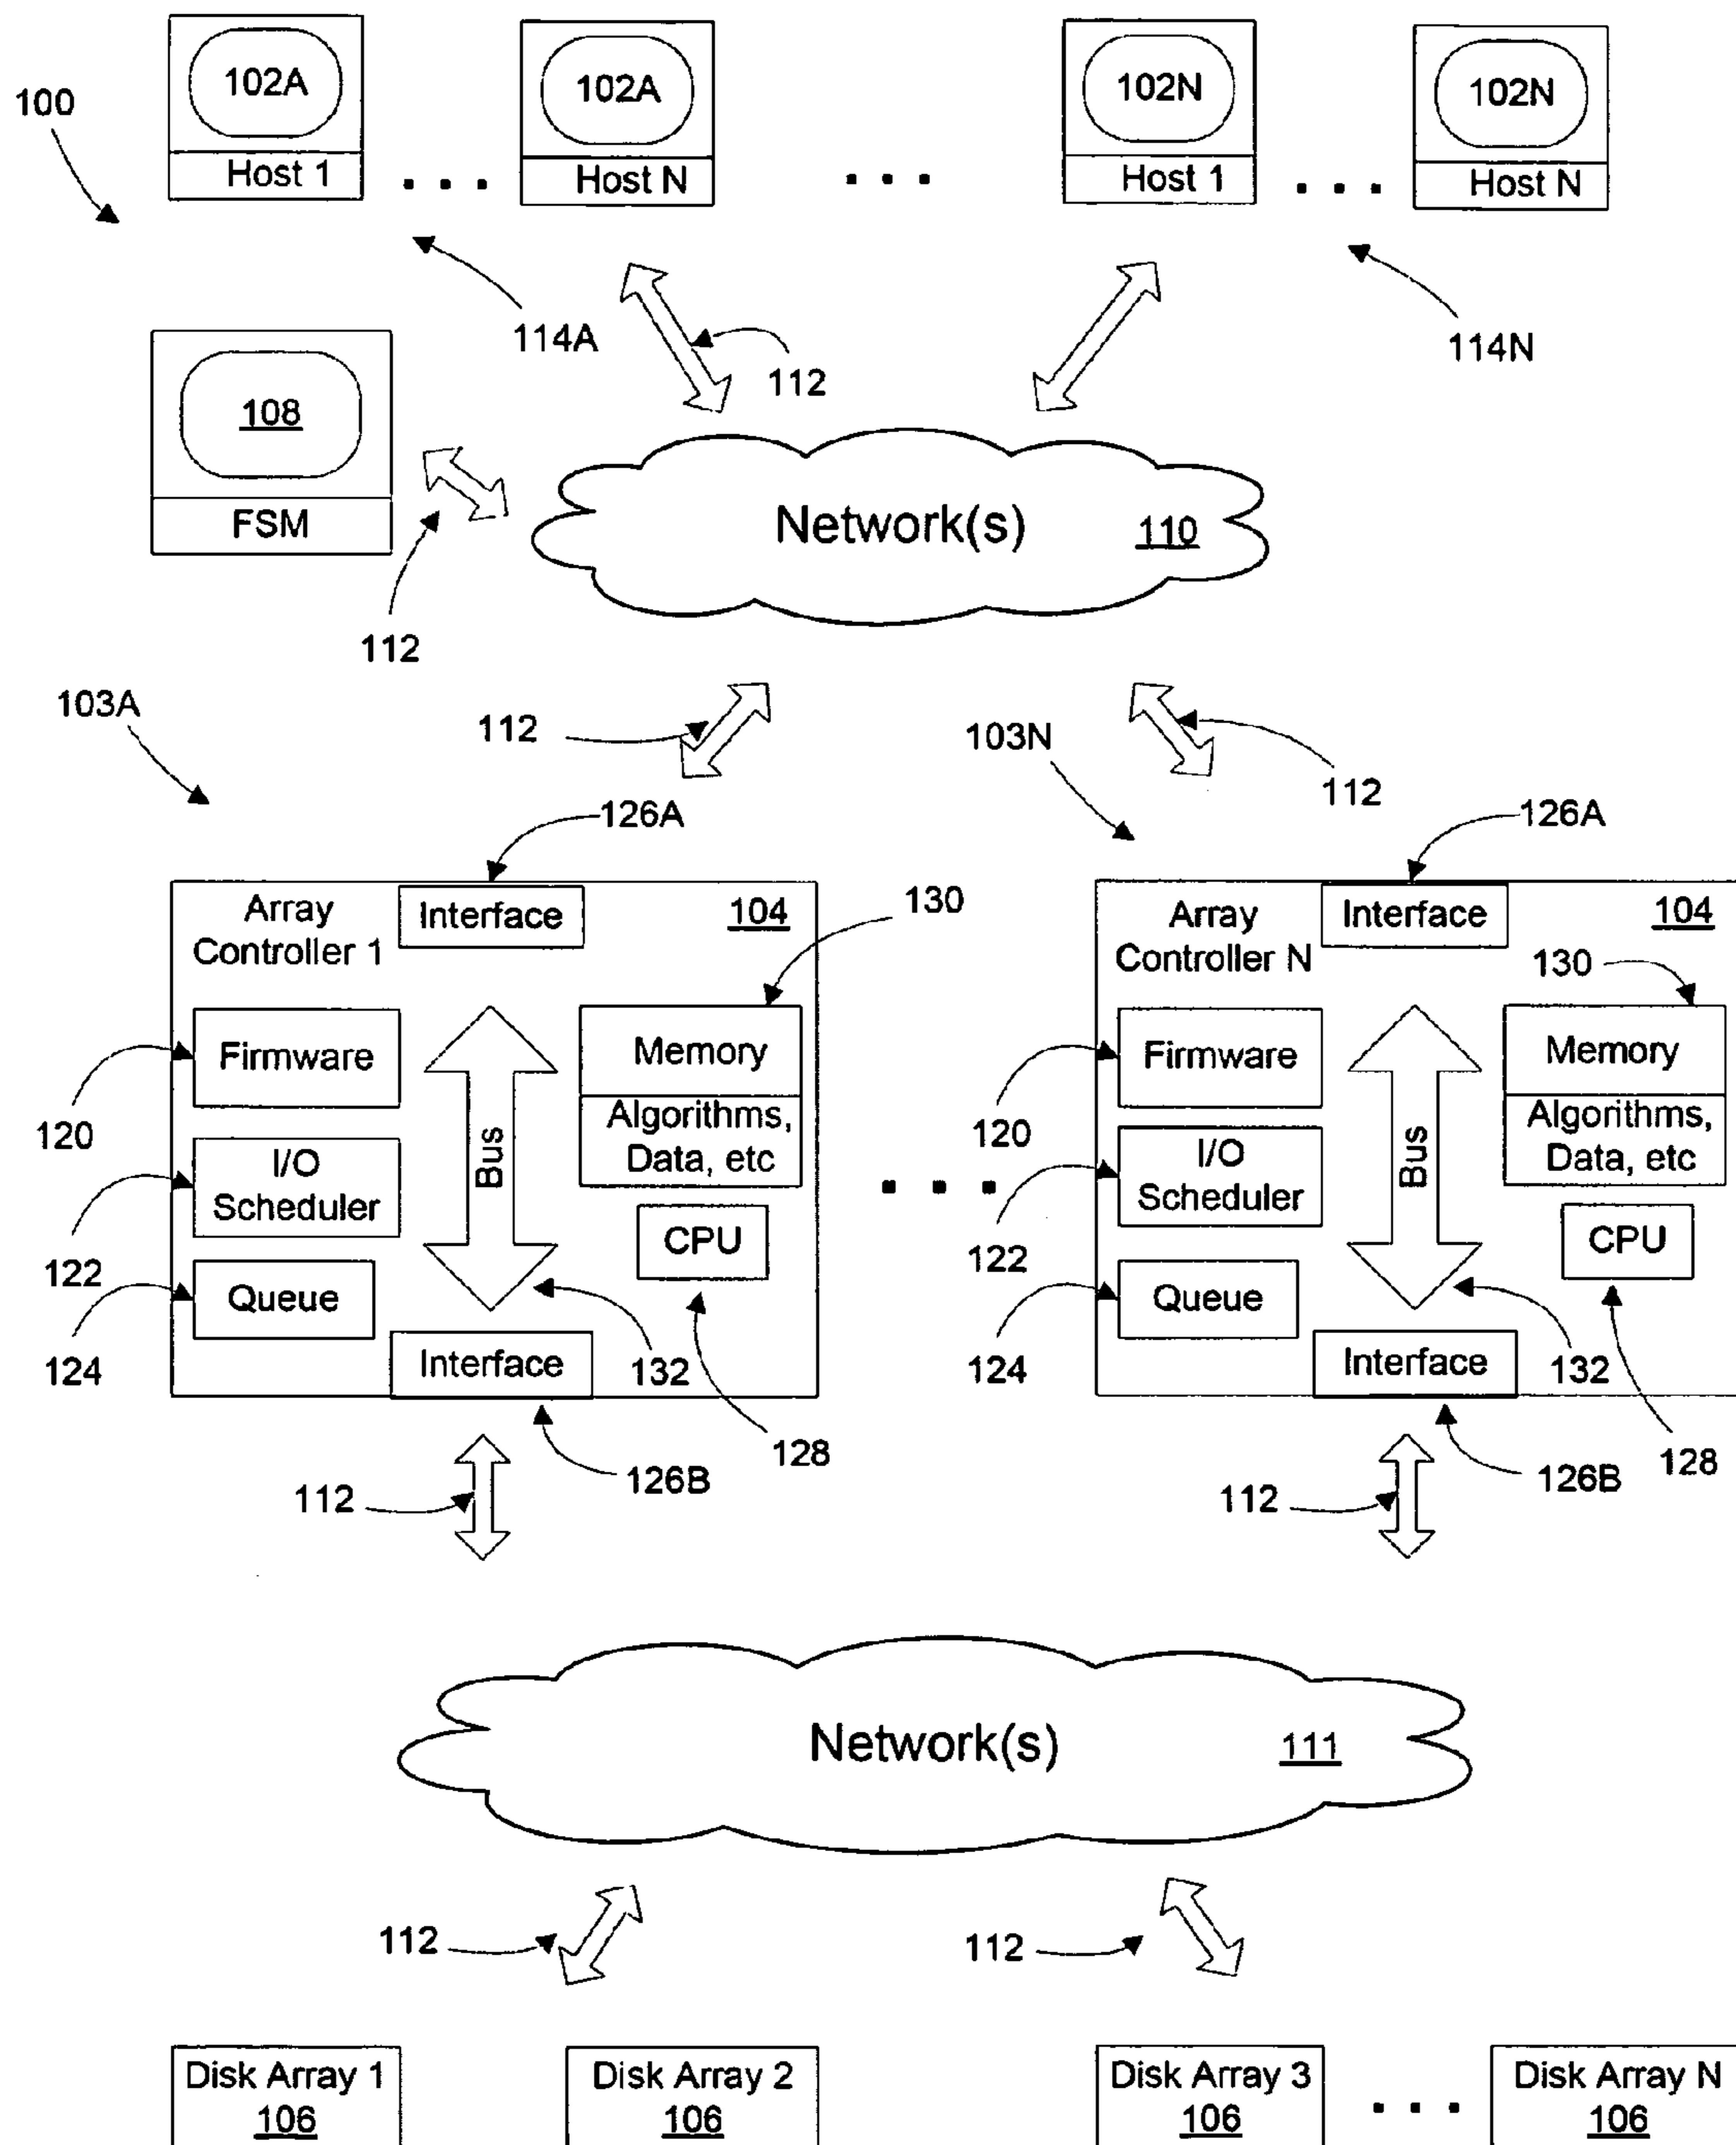 100
102A
102A
102N
102N
Host 1
. . .
Host N
. . .
Host 1
. . .
Host N
114A
112
114N
108
FSM
112
Network(s)
110
103A
112
103N
112
126A
126A
Array
Controller 1
Interface
104
130
Array
Controller N
Interface
104
130
Firmware
Memory
Algorithms,
Data, etc
120
I/O
Scheduler
Bus
CPU
122
Queue
124
Interface
132
128
112
126B
. . .
Firmware
Memory
Algorithms,
Data, etc
120
I/O
Scheduler
Bus
CPU
122
Queue
124
Interface
132
128
112
126B
Network(s)
111
112
112
Disk Array 1
106
Disk Array 2
106
Disk Array 3
106
. . .
Disk Array N
106